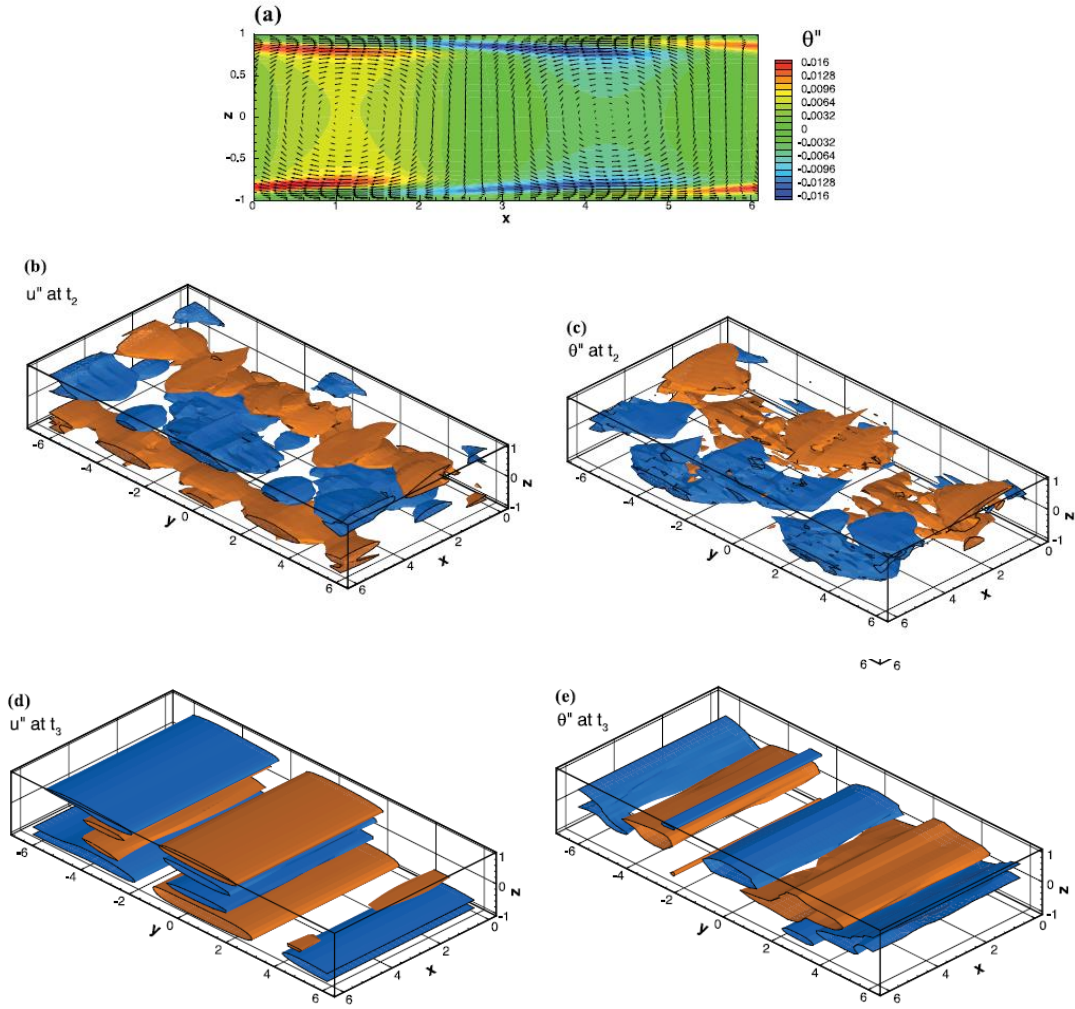 (a)
θ"
1
0.5
0
-0.5
-1
z
0 1 2 3 4 5 6
x
0.016
0.0128
0.0096
0.0064
0.0032
0
-0.0032
-0.0064
-0.0096
-0.0128
-0.016
(b)
u" at t2
-6 -4 -2 0 2 4 6
y
6 4 2 0
x
1
0
-1
z
(c)
θ" at t2
-6 -4 -2 0 2 4 6
y
6 4 2 0
x
1
0
-1
z
6 6
(d)
u" at t3
-6 -4 -2 0 2 4 6
y
6 4 2 0
x
1
0
-1
z
(e)
θ" at t3
-6 -4 -2 0 2 4 6
y
6 4 2 0
x
1
0
-1
z